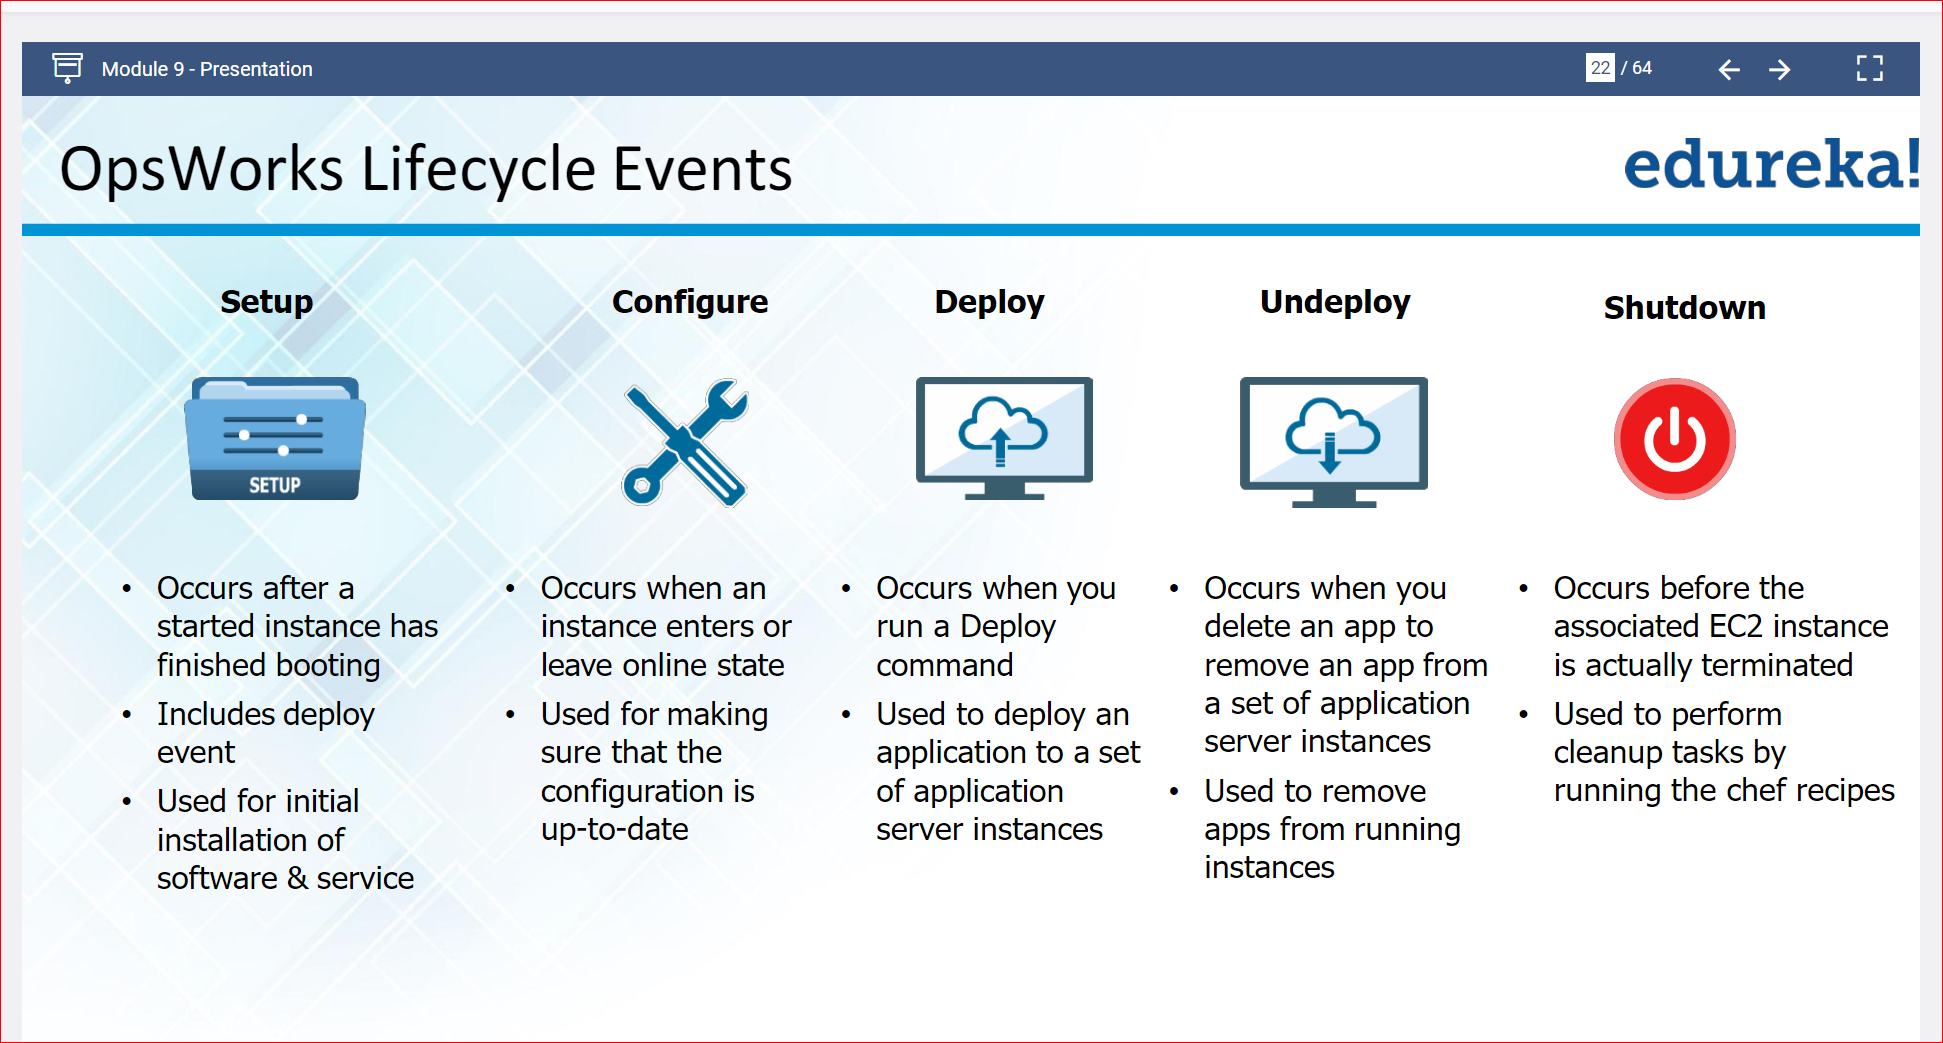 Module 9 - Presentation
22 / 64
OpsWorks Lifecycle Events
edureka!
Setup
Configure
Deploy
Undeploy
Shutdown
SETUP
• Occurs after a
started instance has
finished booting
• Includes deploy
event
• Used for initial
installation of
software & service
• Occurs when an
instance enters or
leave online state
• Used for making
sure that the
configuration is
up-to-date
• Occurs when you
run a Deploy
command
• Used to deploy an
application to a set
of application
server instances
• Occurs when you
delete an app to
remove an app from
a set of application
server instances
• Used to remove
apps from running
instances
• Occurs before the
associated EC2 instance
is actually terminated
• Used to perform
cleanup tasks by
running the chef recipes